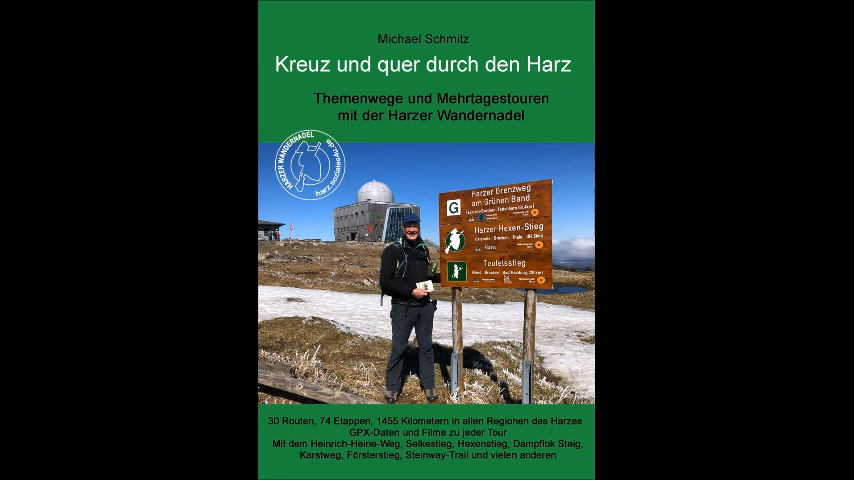 Michael Schmitz
Kreuz und quer durch den Harz
Themenwege und Mehrtagestouren
mit der Harzer Wandernadel
HARZER WANDERNADEL
Harzer Grenzweg
am Grünen Band
G
Harzer Hexen-Stieg
Teufelsstieg
30 Routen, 74 Etappen, 1455 Kilometern in allen Regionen des Harzes
GPX-Daten und Filme zu jeder Tour
Mit dem Heinrich-Heine-Weg, Selkestieg, Hexenstieg, Dampflok Steig,
Karstweg, Försterstieg, Steinway-Trail und vielen anderen